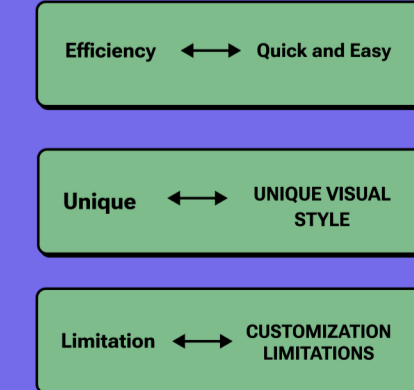 Efficiency Quick and Easy
Unique UNIQUE VISUAL
STYLE
Limitation CUSTOMIZATION
LIMITATIONS